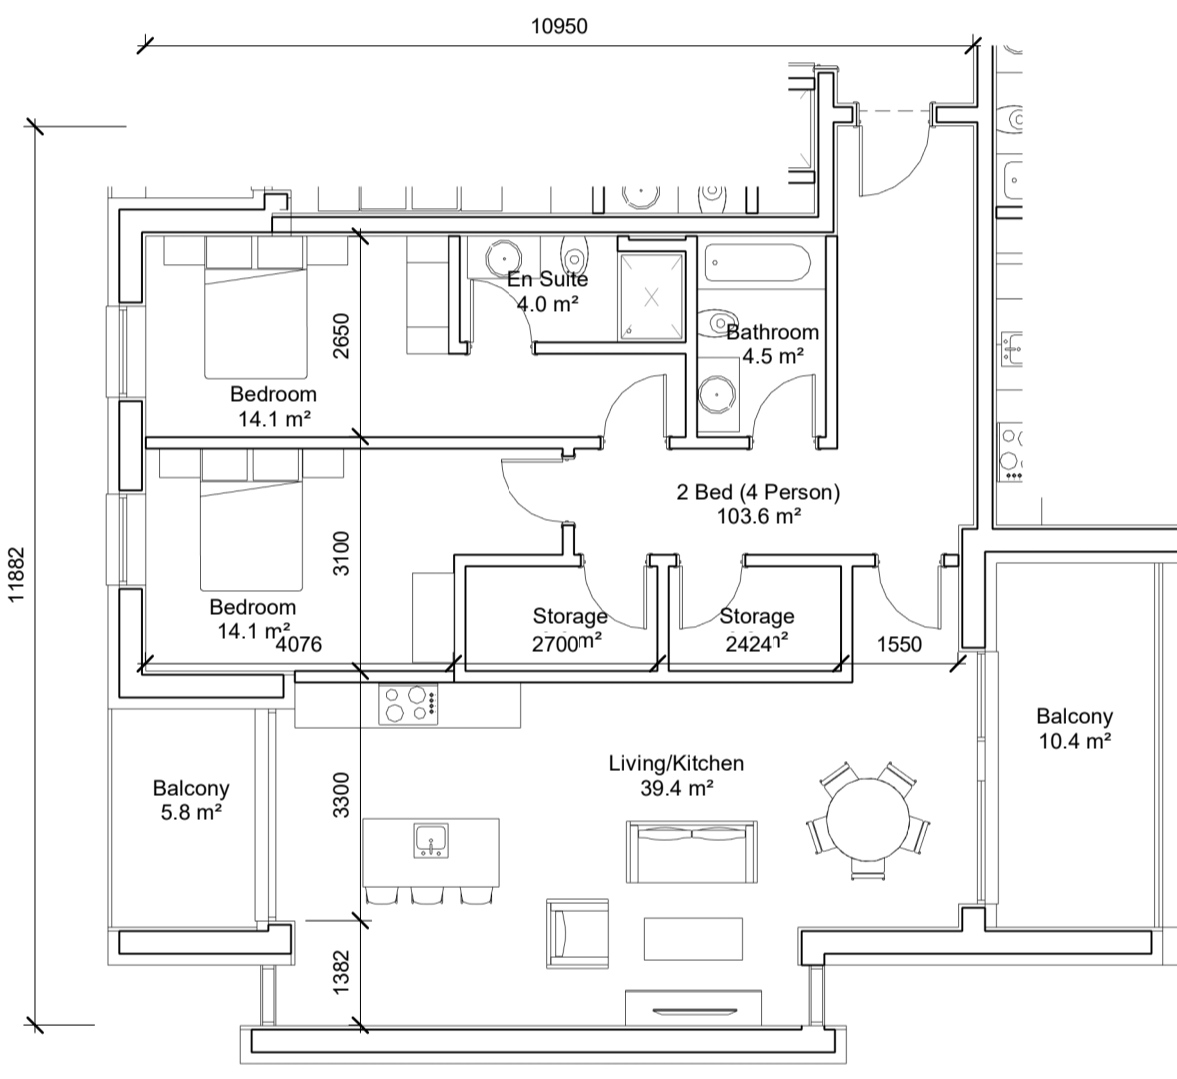 10950
11882
En Suite
4.0 m²
2650
Bathroom
4.5 m²
Bedroom
14.1 m²
2 Bed (4 Person)
103.6 m²
3100
Bedroom
14.1 m²
4076
Storage
2700
m²
Storage
2424
1550
Balcony
10.4 m²
Living/Kitchen
39.4 m²
Balcony
5.8 m²
3300
1382